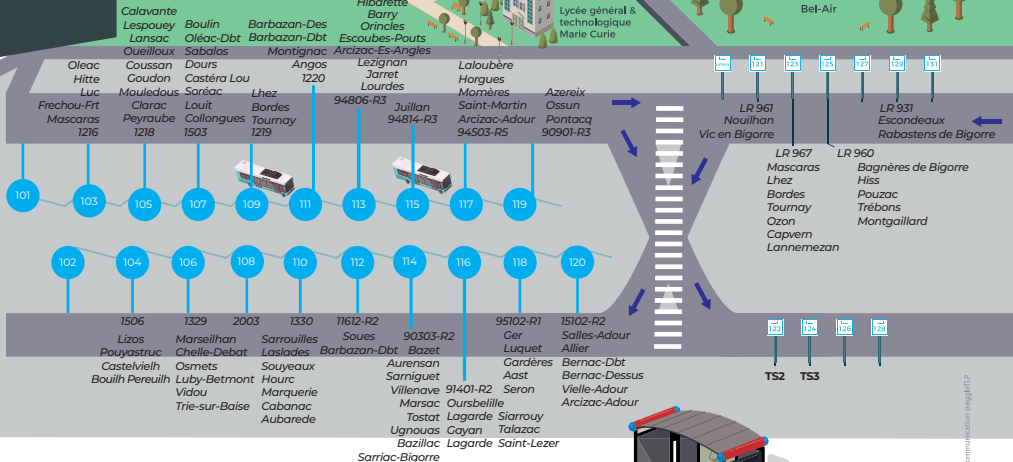 Calavante
Lespouey
Lansac
Oueilloux
Coussan
Goudon
Mouledous
Clarac
Peyraube
1218
Boulin
Oléac-Dbt
Sabalos
Dours
Castéra Lou
Soréac
Louit
Collongues
1503
Barbazan-Des
Barbazan-Dbt
Montignac
Angos
1220
Hibarette
Barry
Orincles
Escoubes-Pouts
Arcizac-Es-Angles
Lezignan
Jarret
Lourdes
94806-R3
Oleac
Hitte
Luc
Frechou-Frt
Mascaras
1216
Lhez
Bordes
Tournay
1219
Juillan
94814-R3
Laloubère
Horgues
Momères
Saint-Martin
Arcizac-Adour
94503-R5
Azereix
Ossun
Pontacq
90901-R3
Lycée général &
technologique
Marie Curie
Bel-Air
121
123
125
127
129
131
LR 961
Nouilhan
Vic en Bigorre
LR 931
Escondeaux
Rabastens de Bigorre
LR 967
Mascaras
Lhez
Bordes
Tournay
Ozon
Capvern
Lannemezan
LR 960
Bagnères de Bigorre
Hiss
Pouzac
Trébons
Montgaillard
101
103
105
107
109
111
113
115
117
119
102
104
106
108
110
112
114
116
118
120
1506
Lizos
Pouyastruc
Castelvielh
Bouilh Pereuilh
1329
Marseilhan
Chelle-Debat
Osmets
Luby-Betmont
Vidou
Trie-sur-Baise
2003
1330
Sarrouilles
Laslades
Souyeaux
Hourc
Marquerie
Cabanac
Aubarede
11612-R2
Soues
Barbazan-Dbt
90303-R2
Bazet
Aurensan
Sarniguet
Villenave
Marsac
Tostat
Ugnouas
Bazillac
Sarriac-Bigorre
91401-R2
Oursbelille
Lagarde
Gayan
Lagarde
Siarrouy
Talazac
Saint-Lezer
95102-R1
Ger
Luquet
Gardères
Aast
Seron
15102-R2
Salles-Adour
Allier
Bernac-Dbt
Bernac-Dessus
Vielle-Adour
Arcizac-Adour
122
124
126
128
TS2
TS3